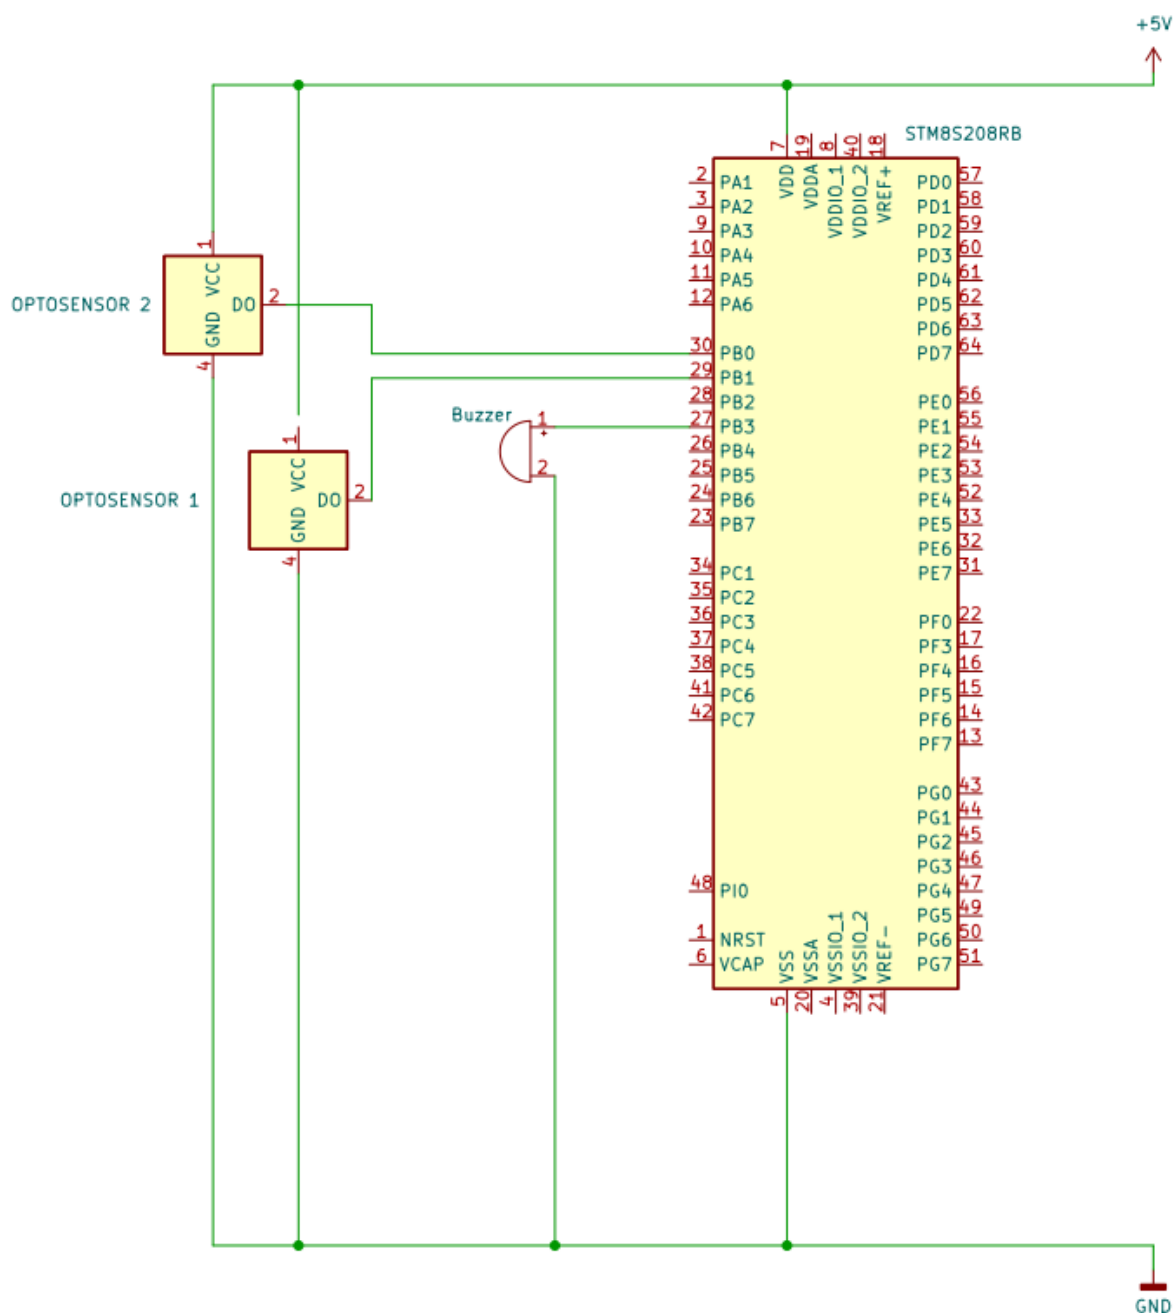 +5V
STM8S208RB
7
19
8
40
18
VDD
VDDA
VDDIO_1
VDDIO_2
VREF+
2 PA1
3 PA2
9 PA3
10 PA4
11 PA5
12 PA6
30 PB0
29 PB1
28 PB2
27 PB3
26 PB4
25 PB5
24 PB6
23 PB7
34 PC1
35 PC2
36 PC3
37 PC4
38 PC5
41 PC6
42 PC7
48 PI0
1 NRST
6 VCAP
PD0 57
PD1 58
PD2 59
PD3 60
PD4 61
PD5 62
PD6 63
PD7 64
PE0 56
PE1 55
PE2 54
PE3 53
PE4 52
PE5 33
PE6 32
PE7 31
PF0 22
PF3 17
PF4 16
PF5 15
PF6 14
PF7 13
PG0 43
PG1 44
PG2 45
PG3 46
PG4 47
PG5 49
PG6 50
PG7 51
VSS
VSSA
VSSIO_1
VSSIO_2
VREF-
5
20
4
39
21
OPTOSENSOR 2
1
VCC
GND
DO 2
4
Buzzer
1
+
2
OPTOSENSOR 1
1
VCC
GND
DO 2
4
GND